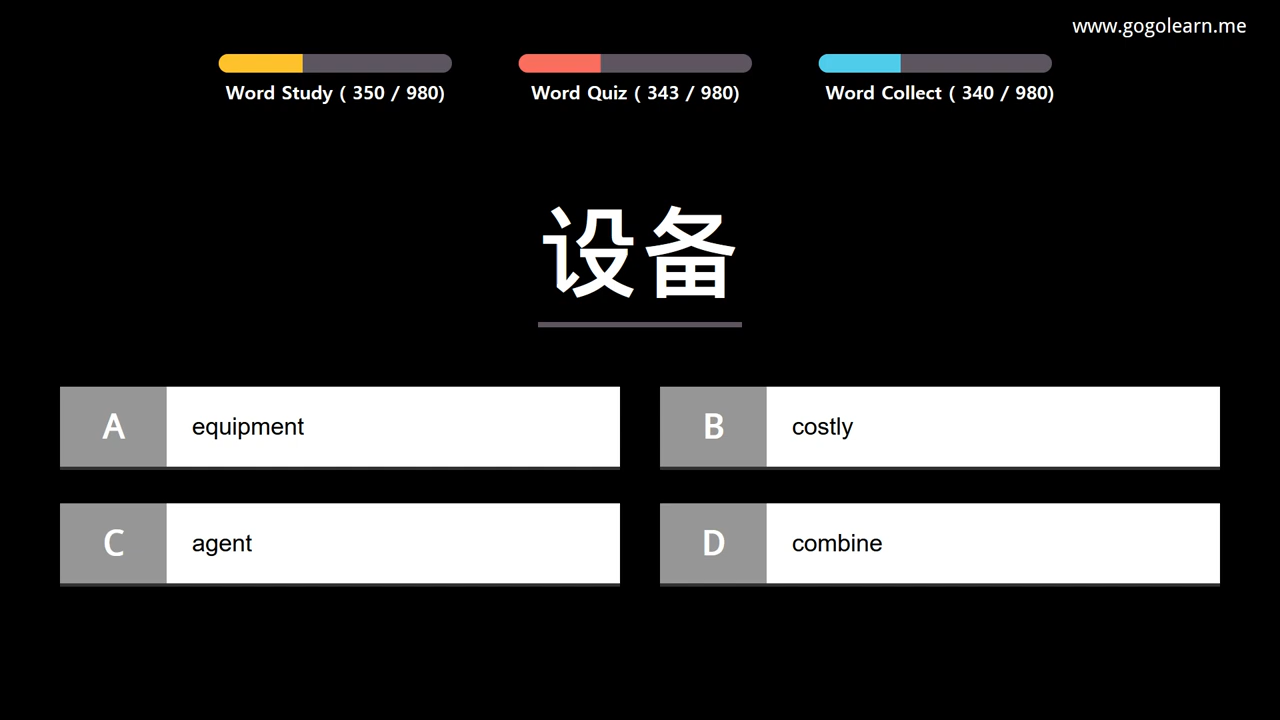 www.gogolearn.me
Word Study ( 350 / 980)
Word Quiz ( 343 / 980)
Word Collect ( 340 / 980)
设备
A equipment
B costly
C agent
D combine